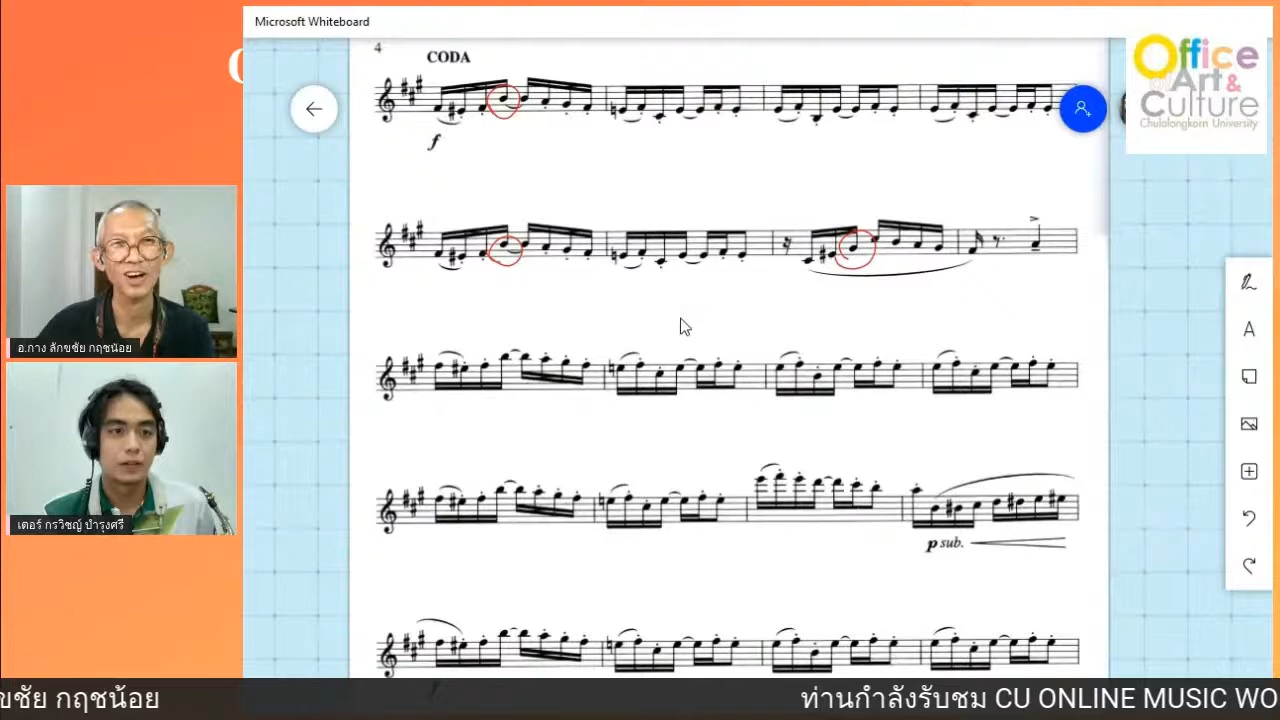 Microsoft Whiteboard
Office
of
Art &
Culture
Chulalongkorn University
4
CODA
f
อ.กาง ลักขชัย กฤชน้อย
เตอร์ กรวิชญ์ บำรุงศรี
p sub.
ขชัย กฤชน้อย
ท่านกำลังรับชม CU ONLINE MUSIC WO